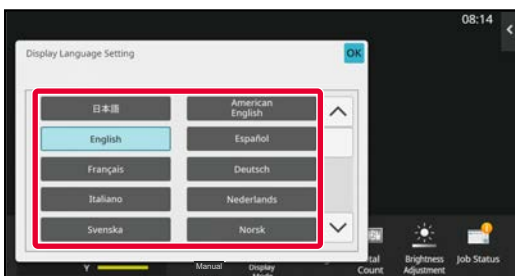 08:14
Display Language Setting
OK
日本語
American
English
English
Español
Français
Deutsch
Italiano
Nederlands
Svenska
Norsk
Y
Manual
Display
Count
Brightness
Adjustment
Job Status